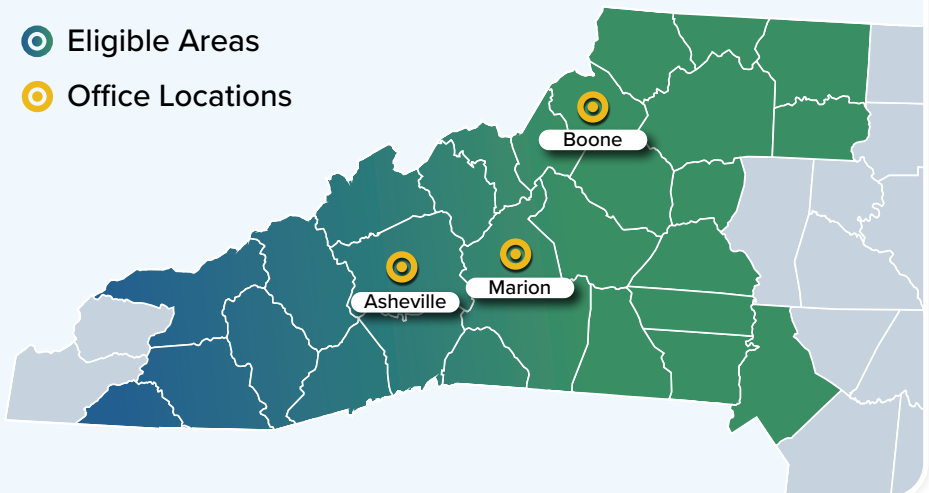 Eligible Areas
Office Locations
Boone
Asheville
Marion